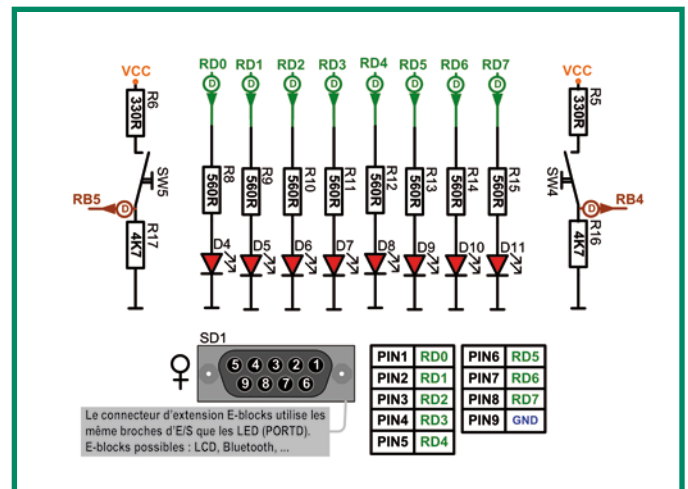 RD0 RD1 RD2 RD3 RD4 RD5 RD6 RD7
VCC VCC
R6 330R
R5 330R
SW5
SW4
RB5
RB4
R17 4K7
R16 4K7
R8 560R
R9 560R
R10 560R
R11 560R
R12 560R
R13 560R
R14 560R
R15 560R
D D D D D D D D
D D
D4 D5 D6 D7 D8 D9 D10 D11
SD1
5 4 3 2 1
9 8 7 6
PIN1 RD0 PIN6 RD5
PIN2 RD1 PIN7 RD6
PIN3 RD2 PIN8 RD7
PIN4 RD3 PIN9 GND
PIN5 RD4
Le connecteur d'extension E-blocks utilise les
même broches d'E/S que les LED (PORTD).
E-blocks possibles : LCD, Bluetooth, ...